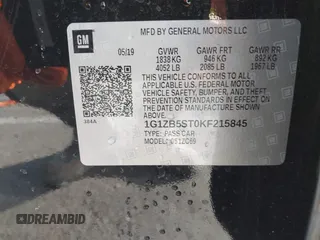 GM
MFD BY GENERAL MOTORS LLC
05/19 GVWR GAWR FRT GAWR RR
1838 KG 946 KG 892 KG
4052 LB 2085 LB 1967 LB
THIS VEHICLE CONFORMS TO ALL
APPLICABLE U.S. FEDERAL MOTOR
VEHICLE SAFETY, BUMPER, AND THEFT
PREVENTION STANDARDS IN EFFECT ON
THE DATE OF MANUFACTURE SHOWN ABOVE.
1G1ZB5ST0KF215845
TYPE: PASS CAR
MODEL: 1ZC69
DREAMBID